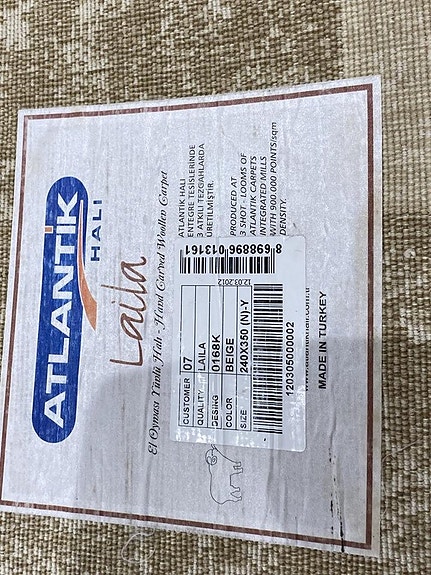 ATLANTİK
HALI
Laila
El Oyması Yünlü Halı - Hand Carved Woollen Carpet
ATLANTİK HALI
ENTEGRE TESİSLERİNDE
3 ATKILI TEZGAHLARDA
ÜRETİLMİŞTİR.
PRODUCED AT
3 SHOT - LOOMS OF
ATLANTIK CARPETS
INTEGRATED MILLS
WITH 900 000 POINTS/sqm
DENSITY.
8 698896 013161
12.03.2012
CUSTOMER 07
QUALITY LAILA
DESING 0168K
COLOR BEIGE
SIZE 240X350 (N)-Y
120305000002
MADE IN TURKEY